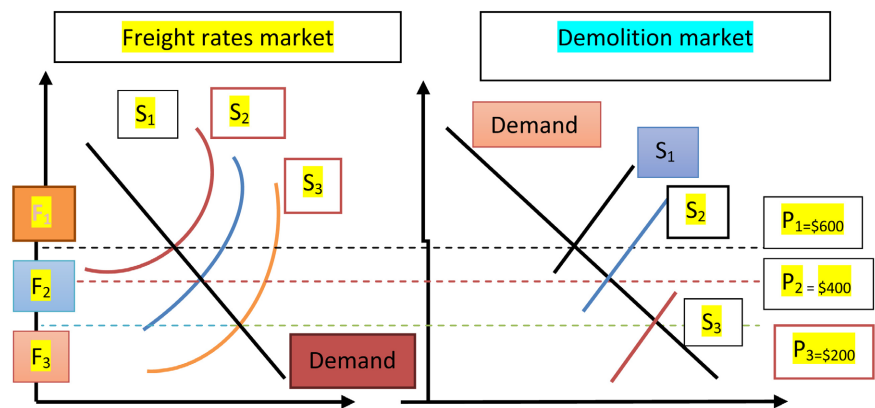 Freight rates market
Demolition market
S₁
S₂
S₃
Demand
F₁
F₂
F₃
Demand
S₁
S₂
S₃
P₁₌$600
P₂ = $400
P₃₌$200